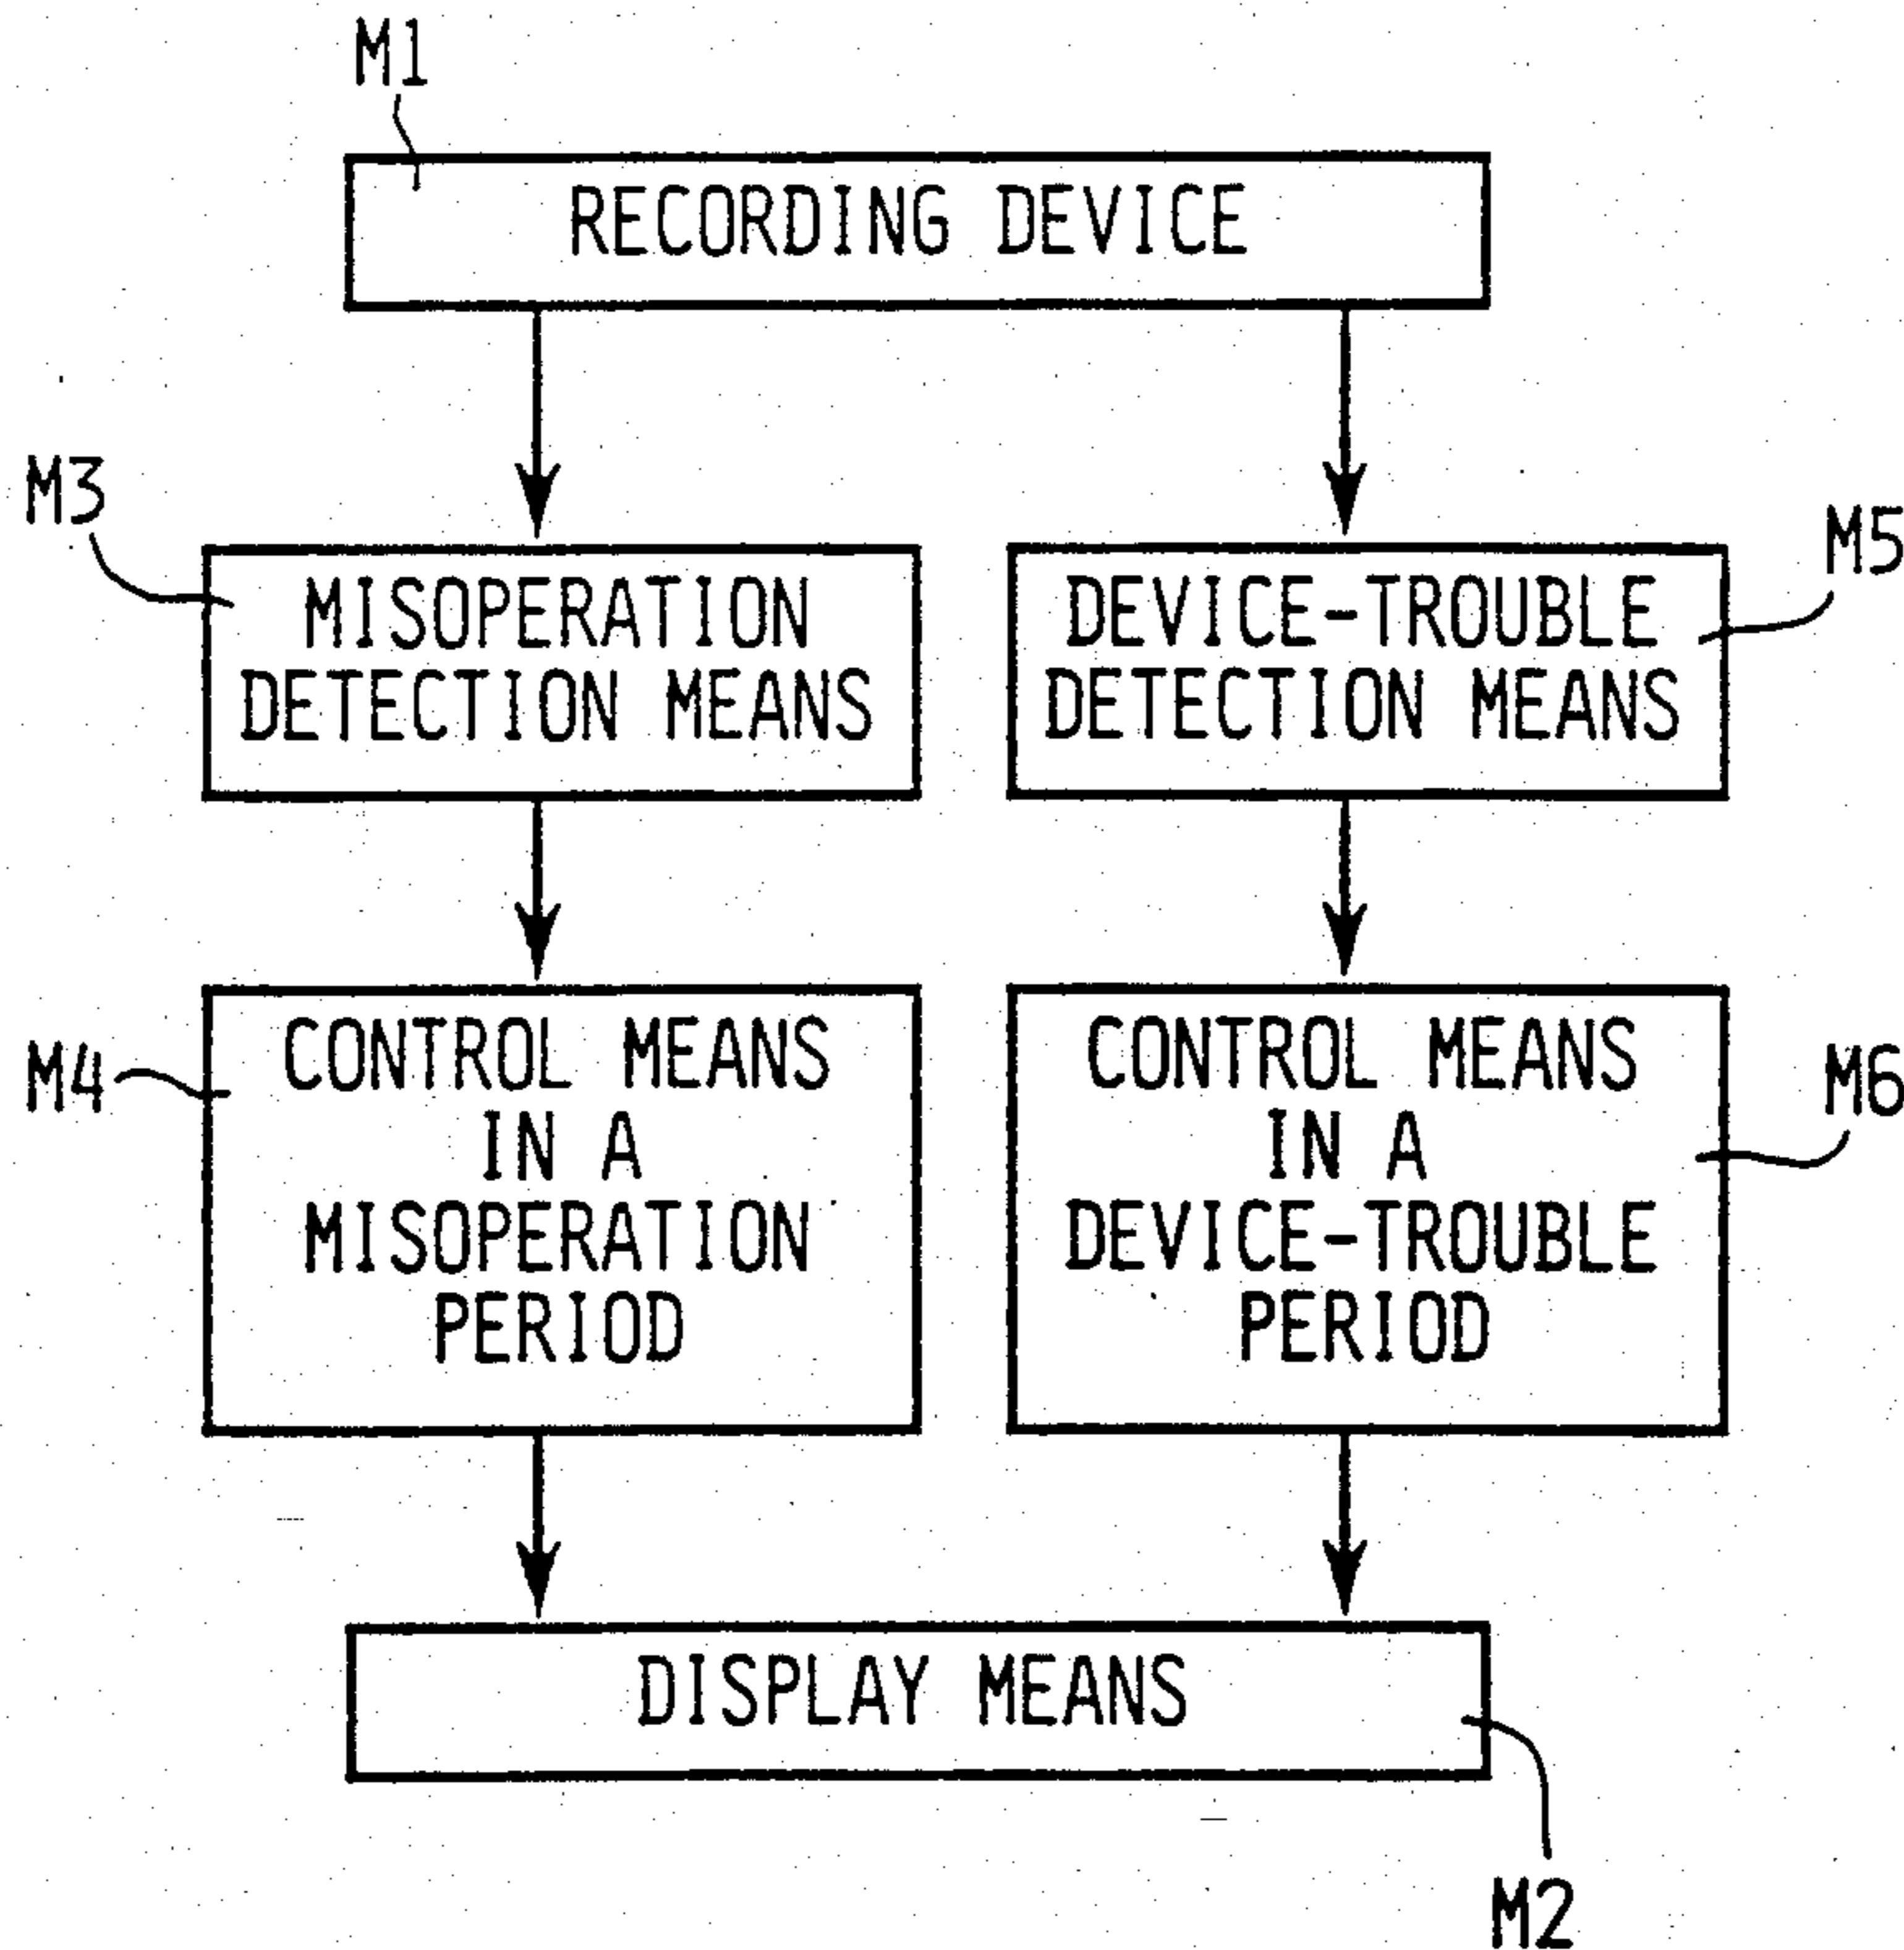 M1
RECORDING DEVICE
M3
MISOPERATION
DETECTION MEANS
M5
DEVICE-TROUBLE
DETECTION MEANS
M4
CONTROL MEANS
IN A
MISOPERATION
PERIOD
M6
CONTROL MEANS
IN A
DEVICE-TROUBLE
PERIOD
DISPLAY MEANS
M2